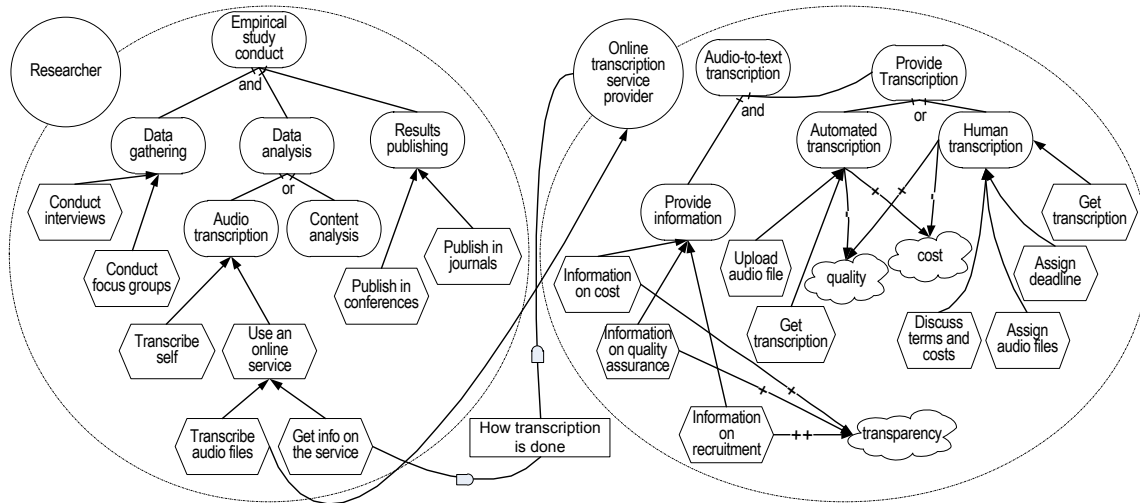 Researcher
Empirical
study
conduct
and
Data
gathering
Data
analysis
Results
publishing
or
Conduct
interviews
Conduct
focus groups
Audio
transcription
Content
analysis
Publish in
conferences
Publish in
journals
Transcribe
self
Use an
online
service
Transcribe
audio files
Get info on
the service
How transcription
is done
Online
transcription
service
provider
Audio-to-text
transcription
and
Provide
Transcription
or
Automated
transcription
Human
transcription
Get
transcription
Provide
information
Information
on cost
Information
on quality
assurance
Information
on
recruitment
Upload
audio file
Get
transcription
quality
cost
-
+
+
-
Discuss
terms and
costs
Assign
audio files
Assign
deadline
+
+
++
transparency